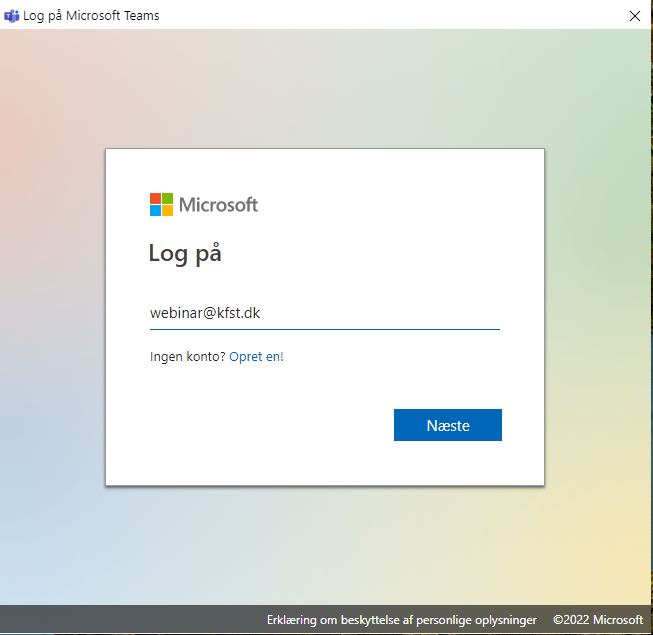 Log på Microsoft Teams
Microsoft
Log på
webinar@kfst.dk
Ingen konto? Opret en!
Næste
Erklæring om beskyttelse af personlige oplysninger ©2022 Microsoft